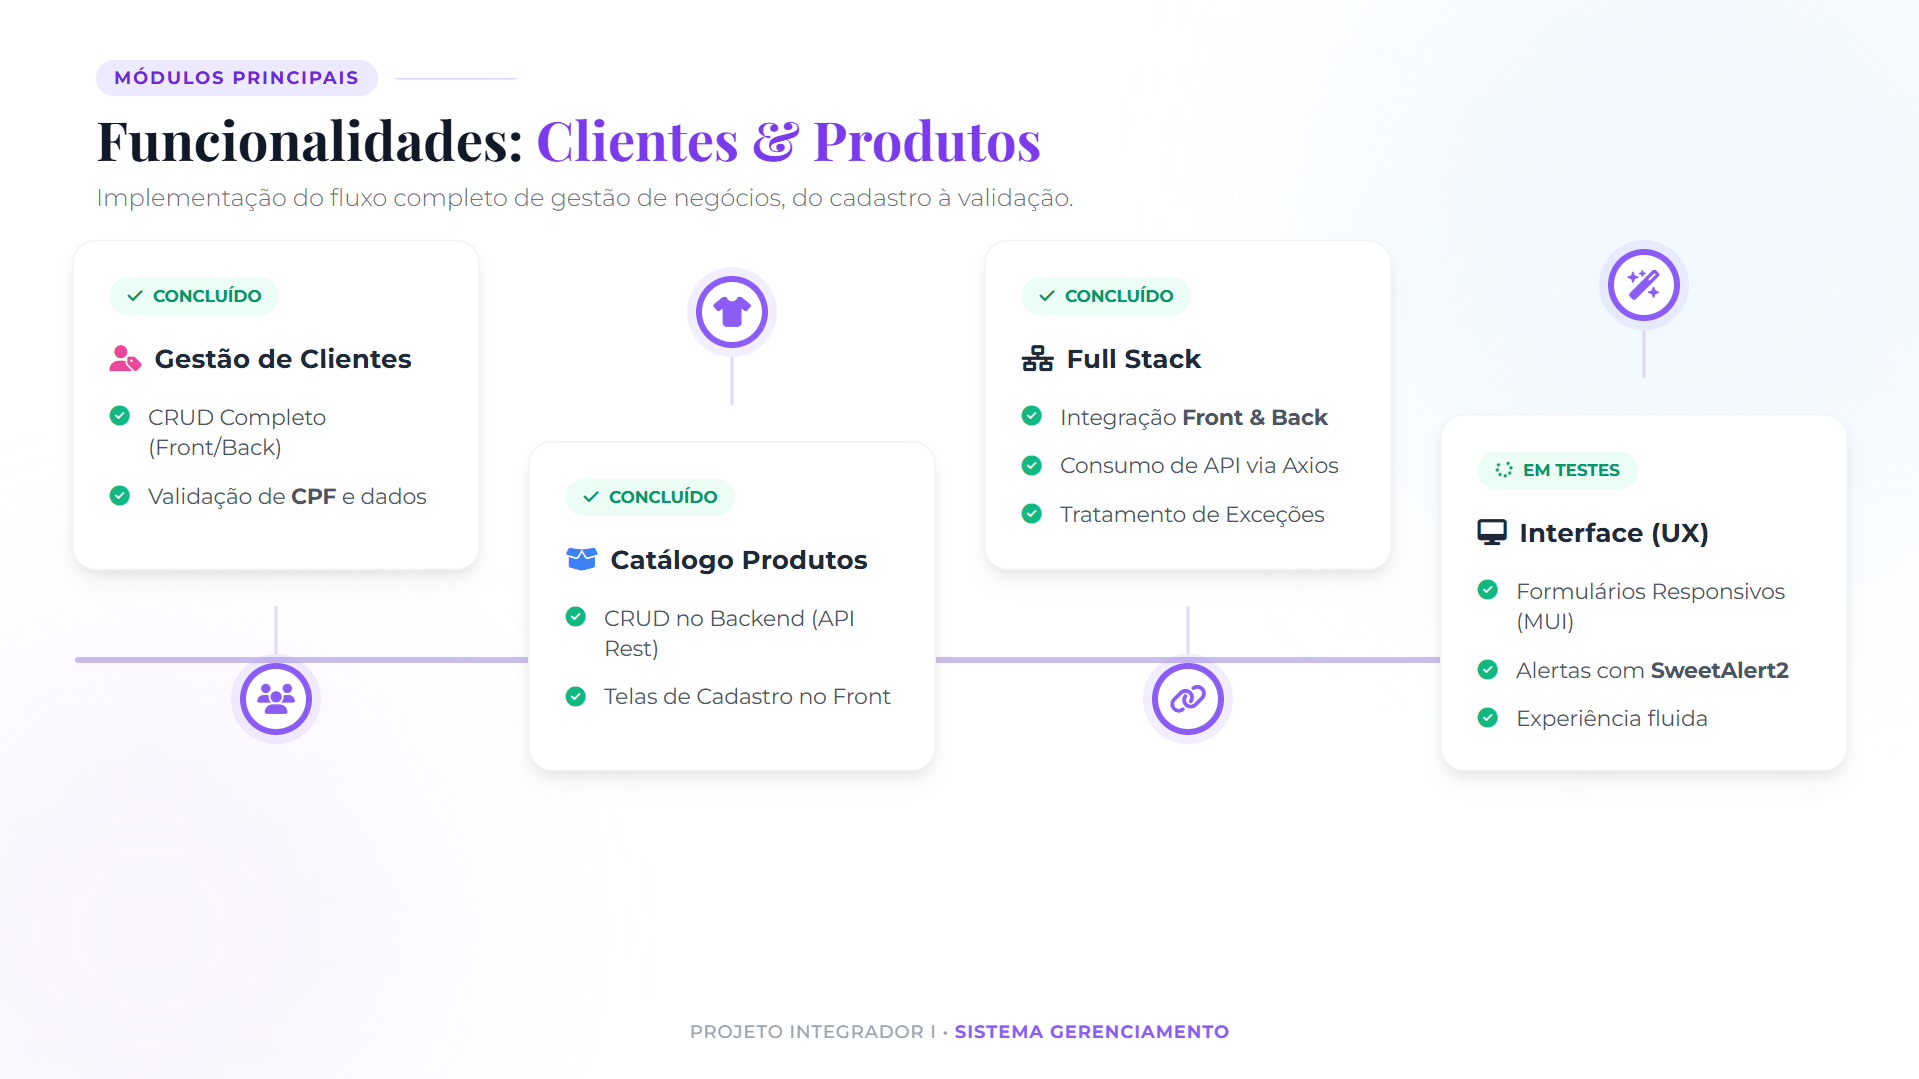 MÓDULOS PRINCIPAIS
Funcionalidades: Clientes & Produtos
Implementação do fluxo completo de gestão de negócios, do cadastro à validação.
CONCLUÍDO
Gestão de Clientes
CRUD Completo
(Front/Back)
Validação de CPF e dados
CONCLUÍDO
Catálogo Produtos
CRUD no Backend (API
Rest)
Telas de Cadastro no Front
CONCLUÍDO
Full Stack
Integração Front & Back
Consumo de API via Axios
Tratamento de Exceções
EM TESTES
Interface (UX)
Formulários Responsivos
(MUI)
Alertas com SweetAlert2
Experiência fluida
PROJETO INTEGRADOR I • SISTEMA GERENCIAMENTO